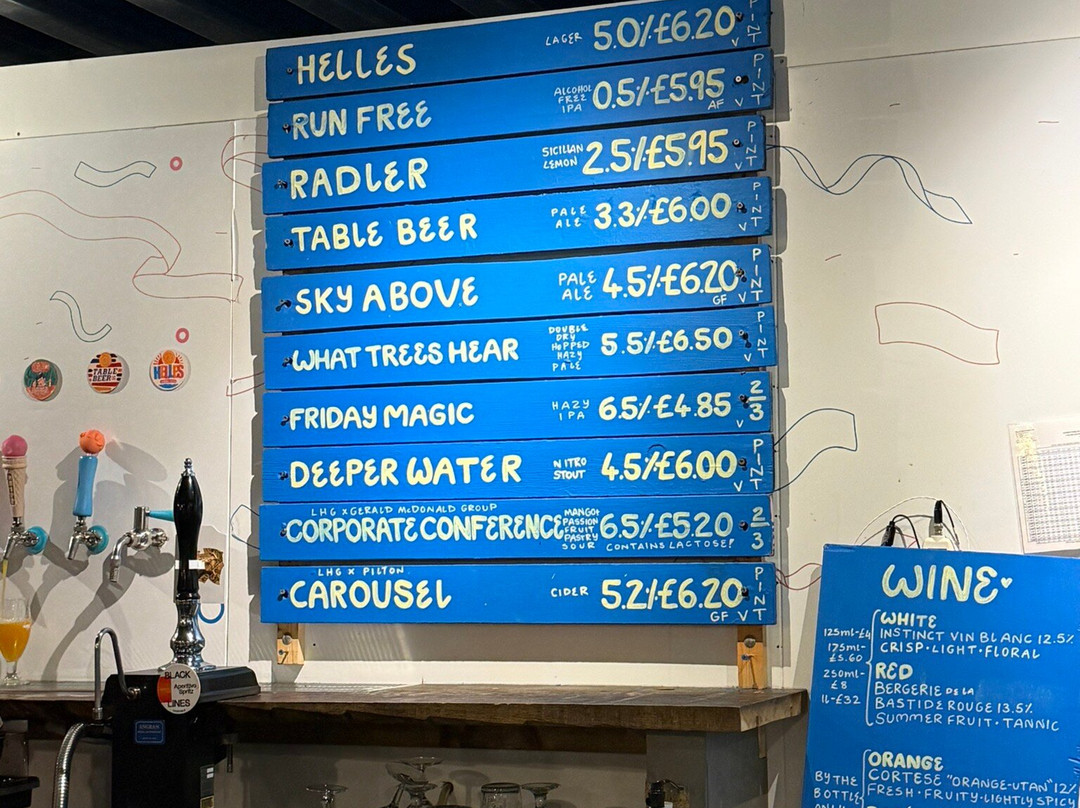 HELLES LAGER 5.0%/£6.20 V PINT
RUN FREE ALCOHOL FREE IPA 0.5%/£5.95 AF V PINT
RADLER SICILIAN LEMON 2.5%/£5.95 V PINT
TABLE BEER PALE ALE 3.3%/£6.00 V PINT
SKY ABOVE PALE ALE 4.5%/£6.20 GF V PINT
WHAT TREES HEAR DOUBLE DRY HOPPED HAZY PALE 5.5%/£6.50 V PINT
FRIDAY MAGIC HAZY IPA 6.5%/£4.85 V 2/3
DEEPER WATER NITRO STOUT 4.5%/£6.00 V PINT
LHG X GERALD McDONALD GROUP
CORPORATE CONFERENCE MANGO+ PASSION FRUIT PASTRY SOUR 6.5%/£5.20 2/3
CONTAINS LACTOSE!
LHG X PILTON
CAROUSEL CIDER 5.2%/£6.20 GF V PINT
TABLE BEER
HELLES
BLACK
Aperitivo
Spritz
LINES
WINE
125ml-£4
175ml-
£5.60
250ml-
£8
1L-£32
WHITE
INSTINCT VIN BLANC 12.5%
CRISP·LIGHT·FLORAL
RED
BERGERIE DE LA
BASTIDE ROUGE 13.5%
SUMMER FRUIT·TANNIC
BY THE
BOTTLE
ORANGE
CORTESE "ORANGE-UTAN" 12%
FRESH·FRUITY·LIGHTLY SPICY